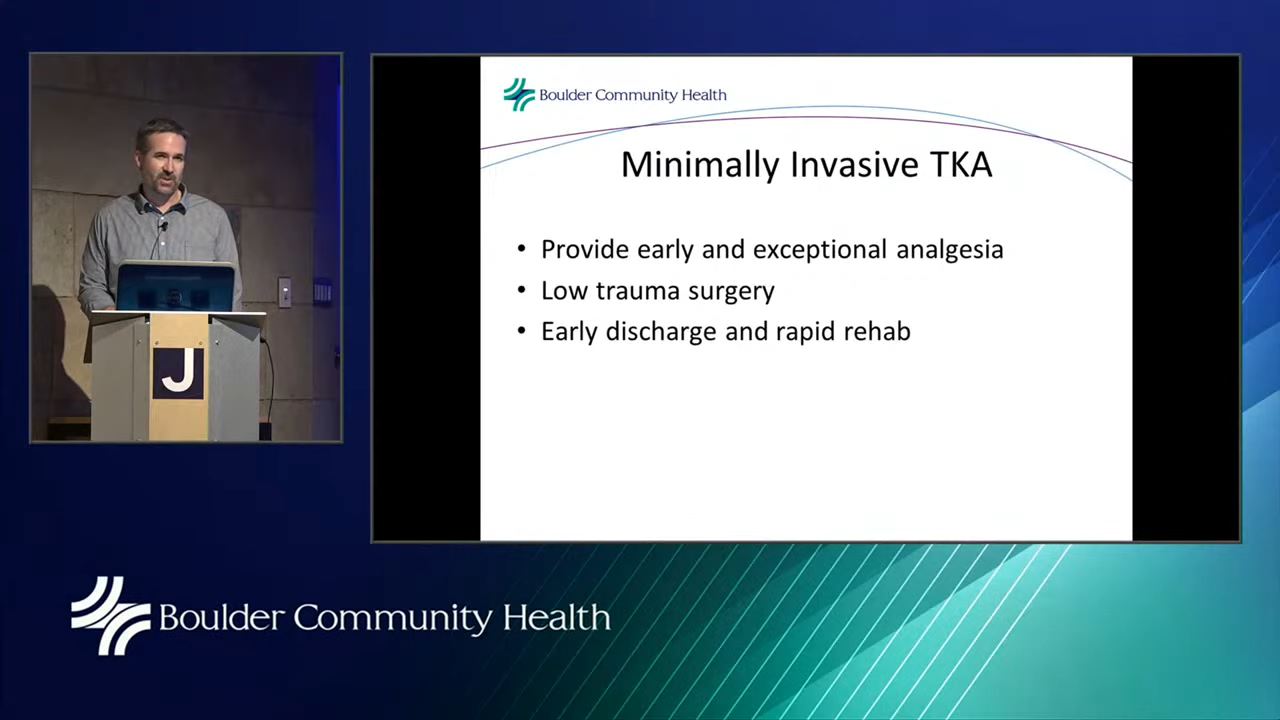 J
Boulder Community Health
Minimally Invasive TKA
• Provide early and exceptional analgesia
• Low trauma surgery
• Early discharge and rapid rehab
Boulder Community Health